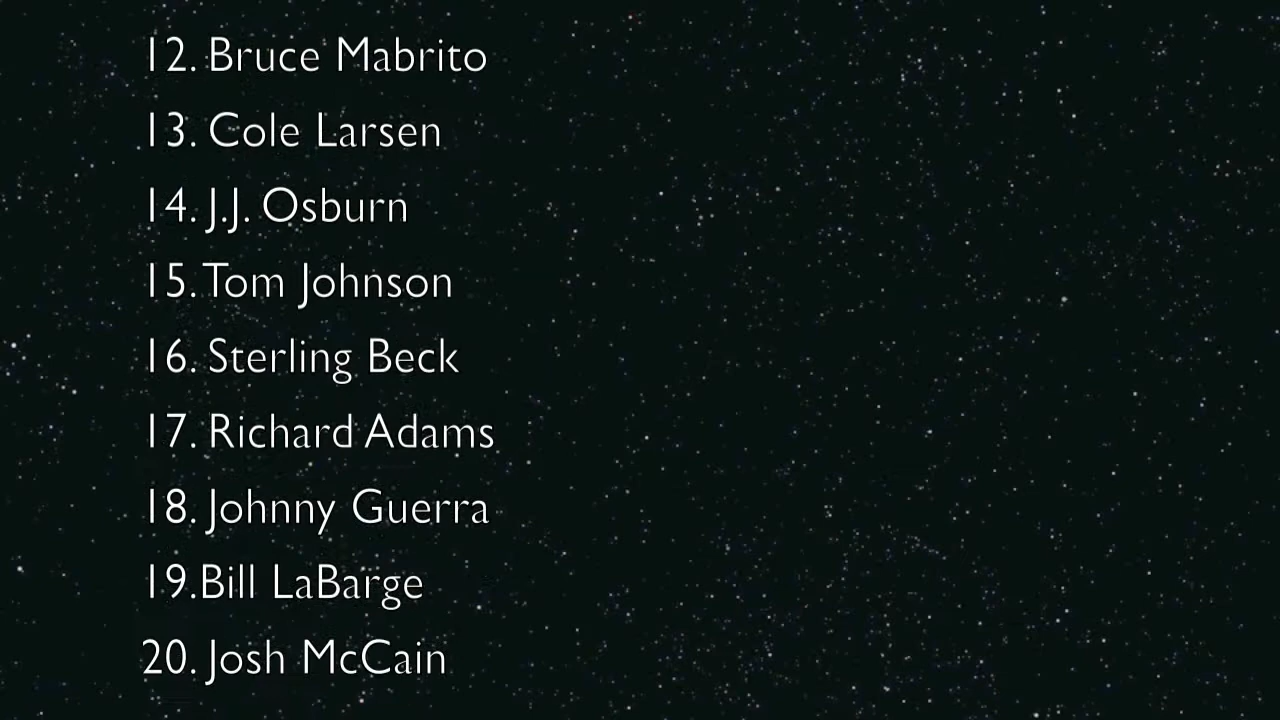 12. Bruce Mabrito
13. Cole Larsen
14. J.J. Osburn
15. Tom Johnson
16. Sterling Beck
17. Richard Adams
18. Johnny Guerra
19.Bill LaBarge
20. Josh McCain